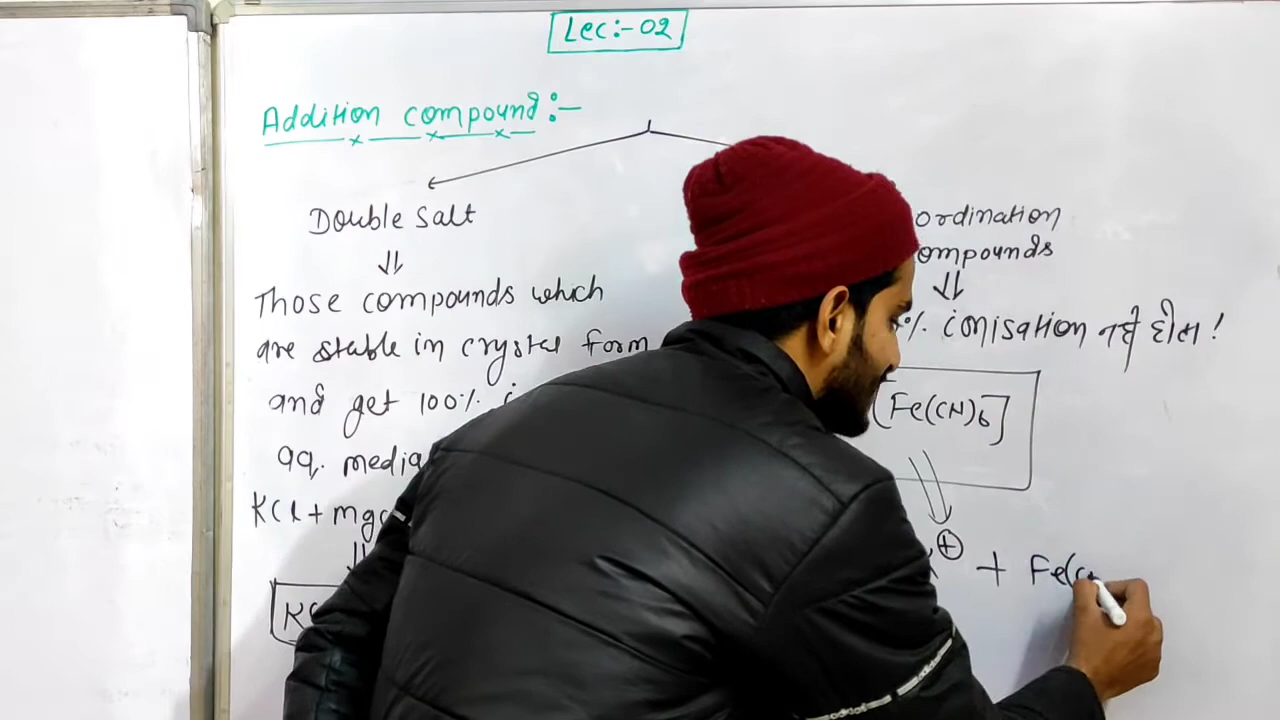 Lec:- 02
Addition compound :-
Double Salt
Those compounds which
are stable in crystal form
and get 100%
aq. media
KCl + mgc
KC
ordination
ompounds
% ionisation नहीं होता !
[Fe(CN)6]
⊕ + Fe(C